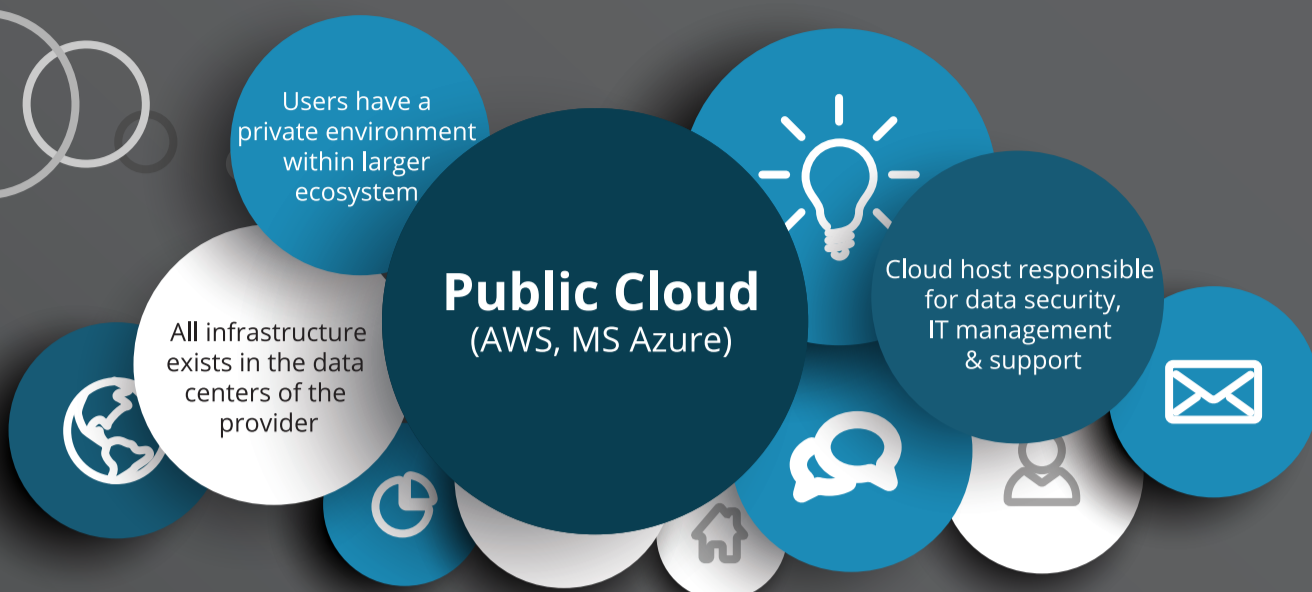 Users have a
private environment
within larger
ecosystem
All infrastructure
exists in the data
centers of the
provider
Public Cloud
(AWS, MS Azure)
Cloud host responsible
for data security,
IT management
& support